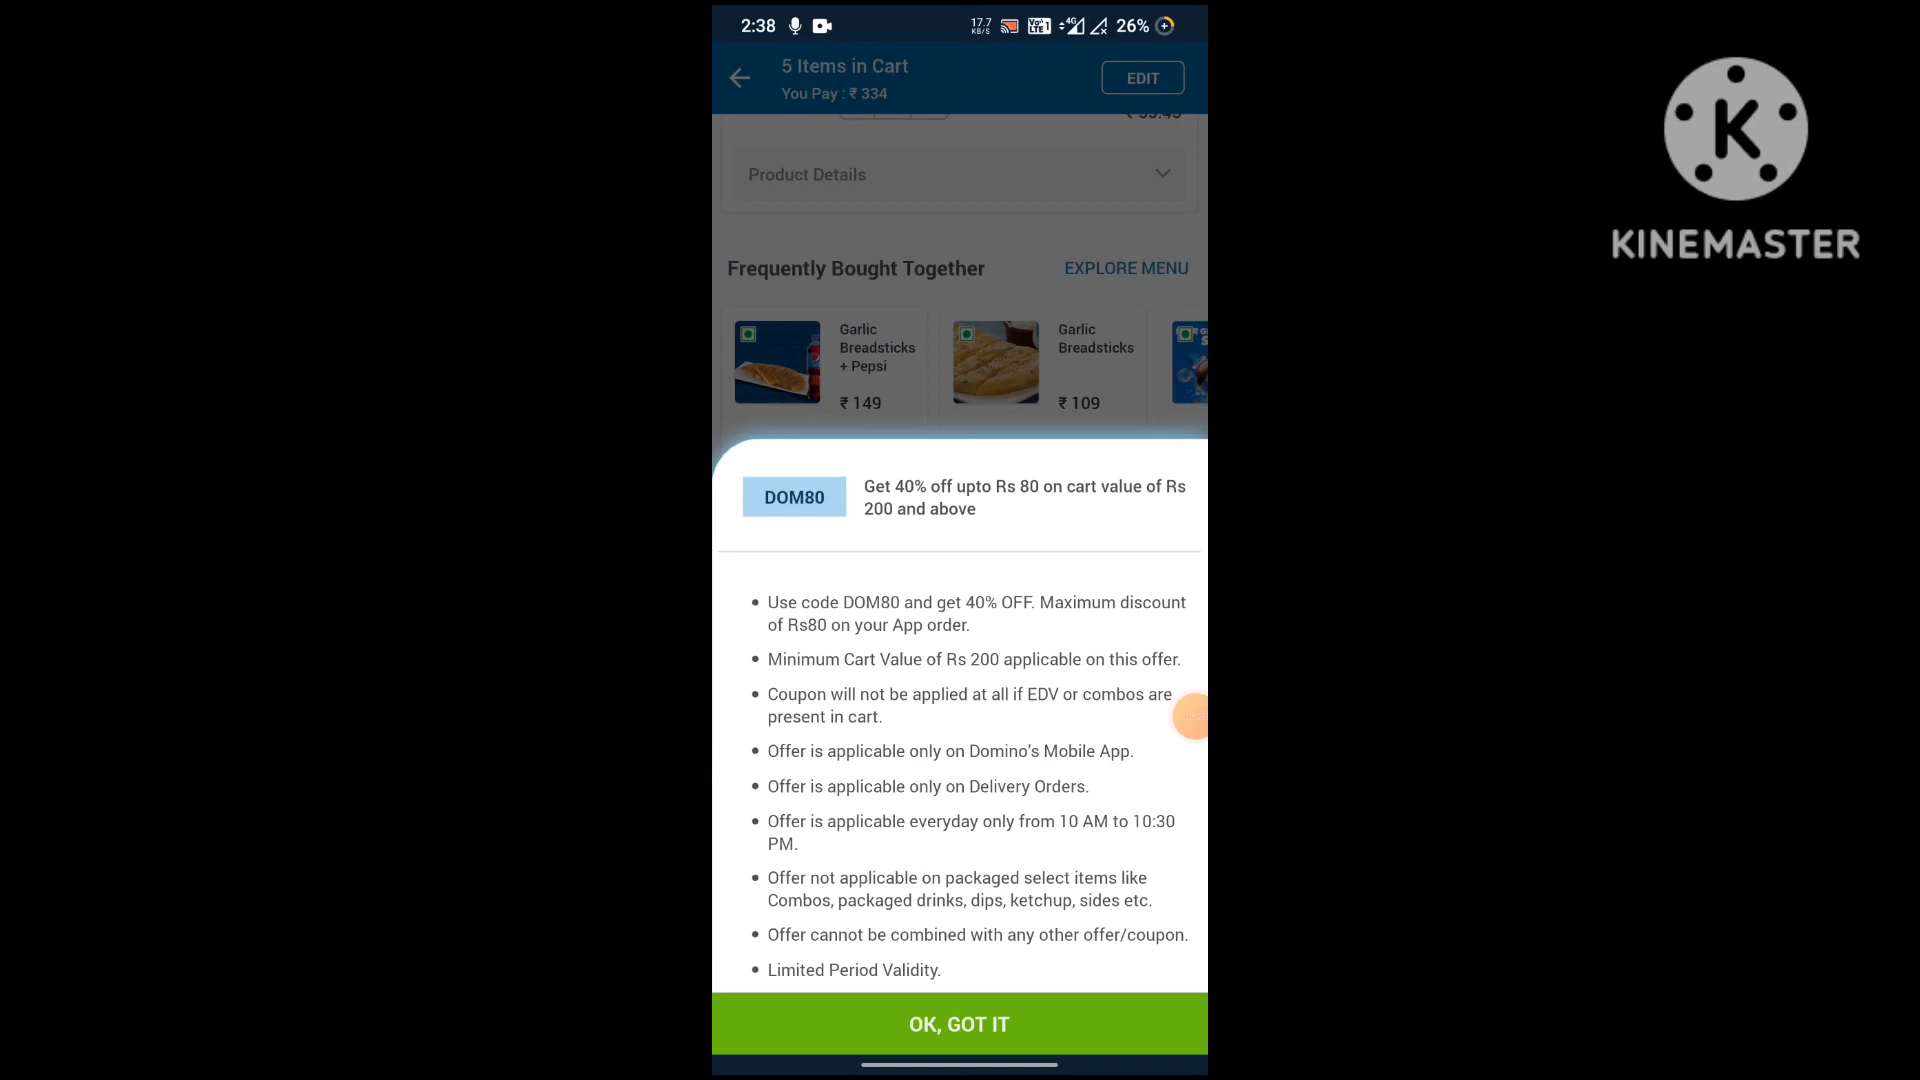 2:38
17.7
KB/S
Vo
LTE 1
4G
26%
5 Items in Cart
You Pay : ₹ 334
EDIT
Product Details
Frequently Bought Together
EXPLORE MENU
Garlic
Breadsticks
+ Pepsi
₹ 149
Garlic
Breadsticks
₹ 109
DOM80
Get 40% off upto Rs 80 on cart value of Rs
200 and above
• Use code DOM80 and get 40% OFF. Maximum discount
of Rs80 on your App order.
• Minimum Cart Value of Rs 200 applicable on this offer.
• Coupon will not be applied at all if EDV or combos are
present in cart.
• Offer is applicable only on Domino's Mobile App.
• Offer is applicable only on Delivery Orders.
• Offer is applicable everyday only from 10 AM to 10:30
PM.
• Offer not applicable on packaged select items like
Combos, packaged drinks, dips, ketchup, sides etc.
• Offer cannot be combined with any other offer/coupon.
• Limited Period Validity.
OK, GOT IT
K
KINEMASTER